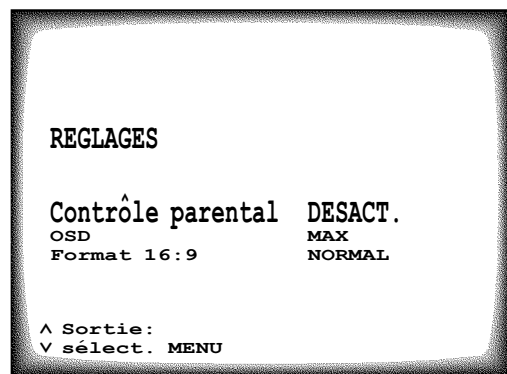 REGLAGES
Contrôle parental DESACT.
OSD MAX
Format 16:9 NORMAL
∧ Sortie:
∨ sélect. MENU